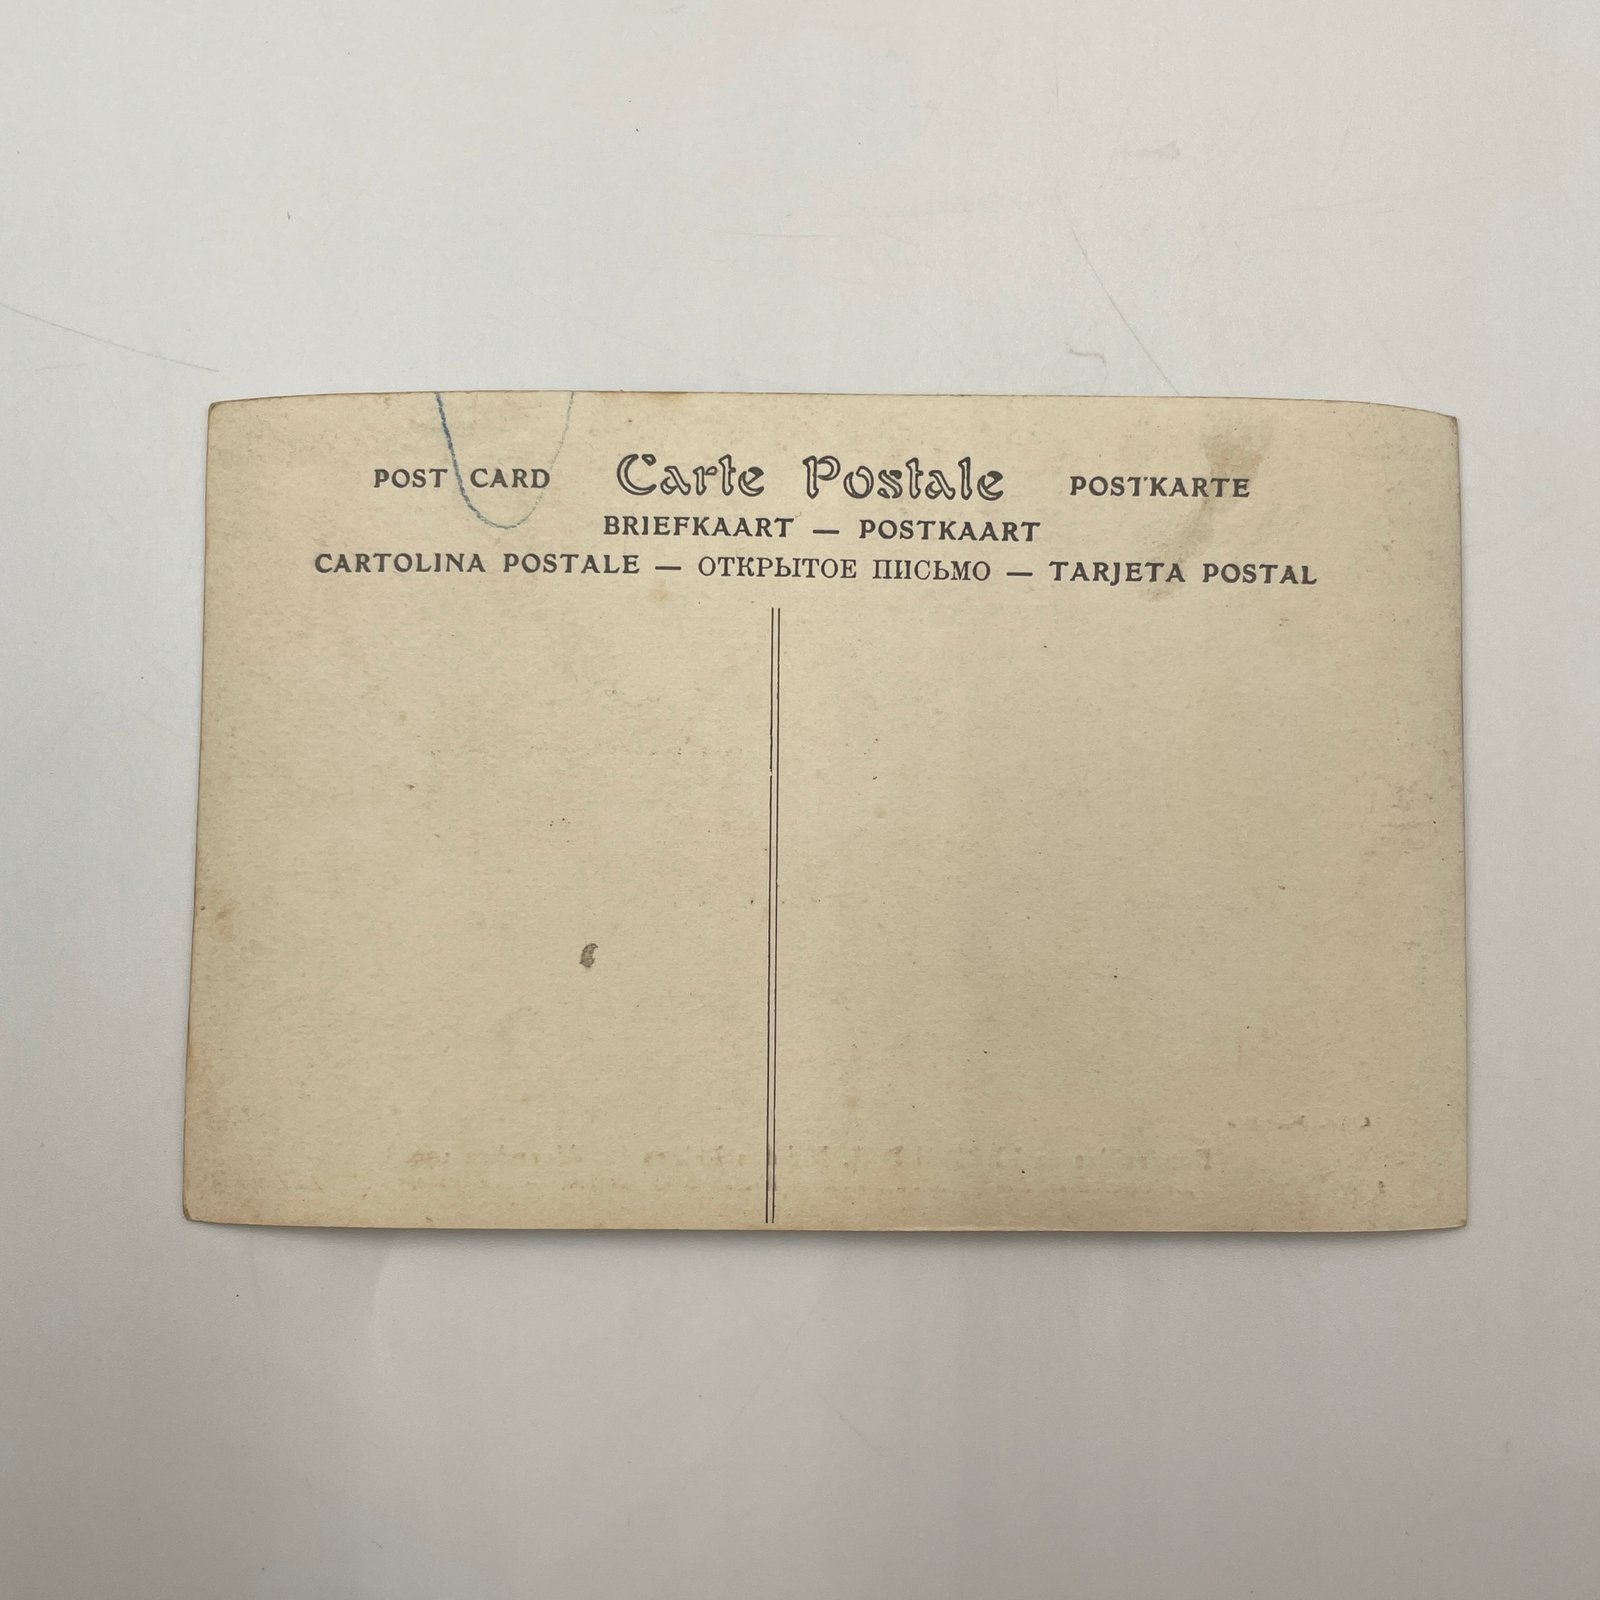 POST CARD Carte Postale POSTKARTE
BRIEFKAART — POSTKAART
CARTOLINA POSTALE — ОТКРЫТОЕ ПИСЬМО — TARJETA POSTAL